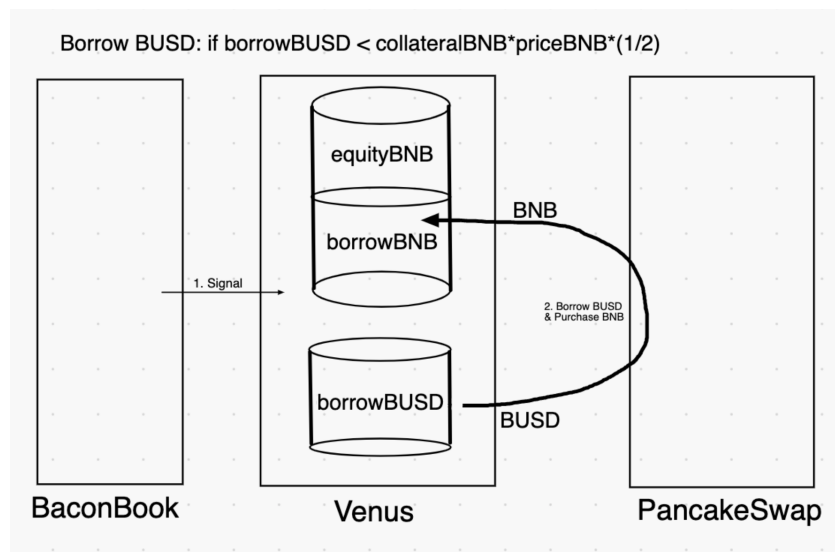 Borrow BUSD: if borrowBUSD < collateralBNB*priceBNB*(1/2)
equityBNB
BNB
borrowBNB
1. Signal
2. Borrow BUSD
& Purchase BNB
borrowBUSD
BUSD
BaconBook
Venus
PancakeSwap